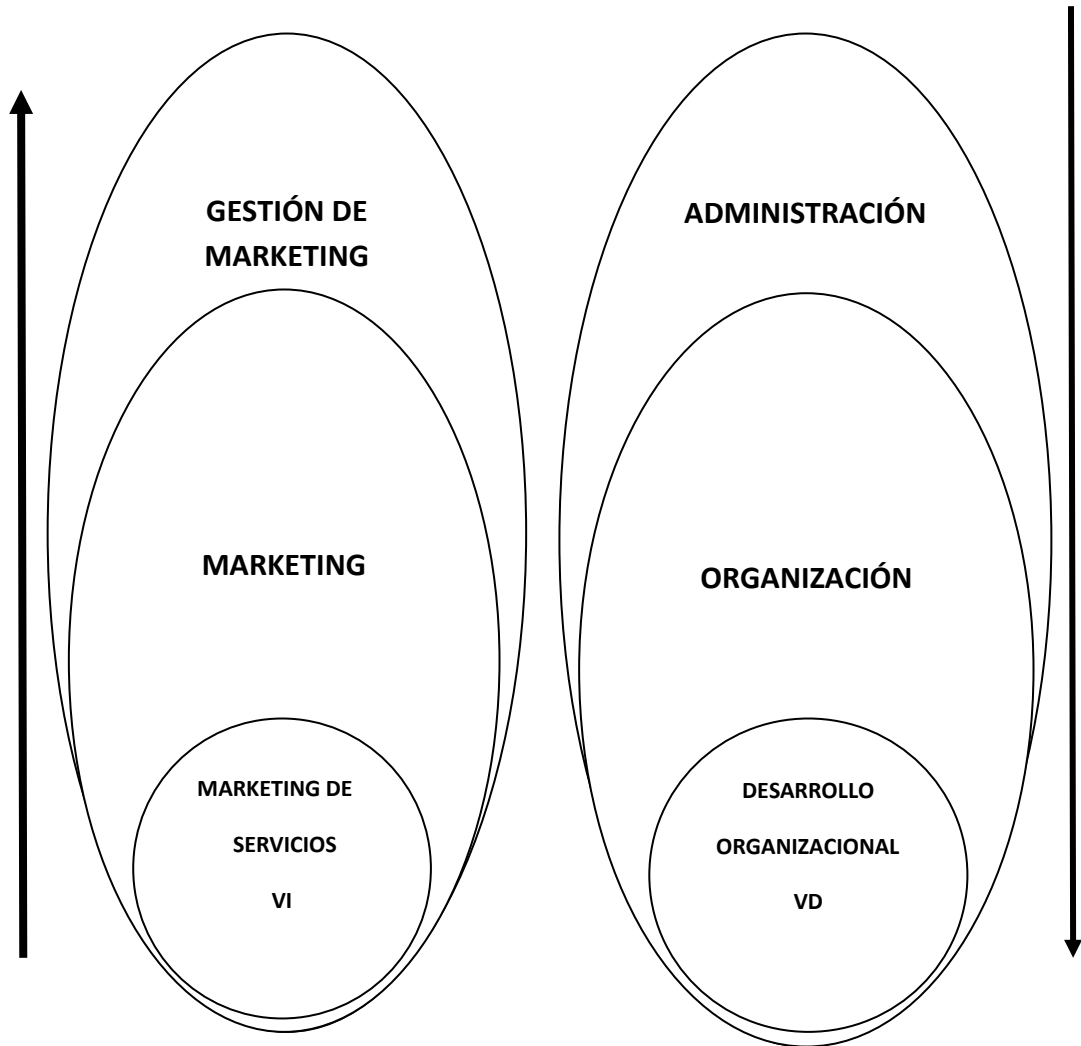 GESTIÓN DE
MARKETING
MARKETING
MARKETING DE
SERVICIOS
VI
ADMINISTRACIÓN
ORGANIZACIÓN
DESARROLLO
ORGANIZACIONAL
VD